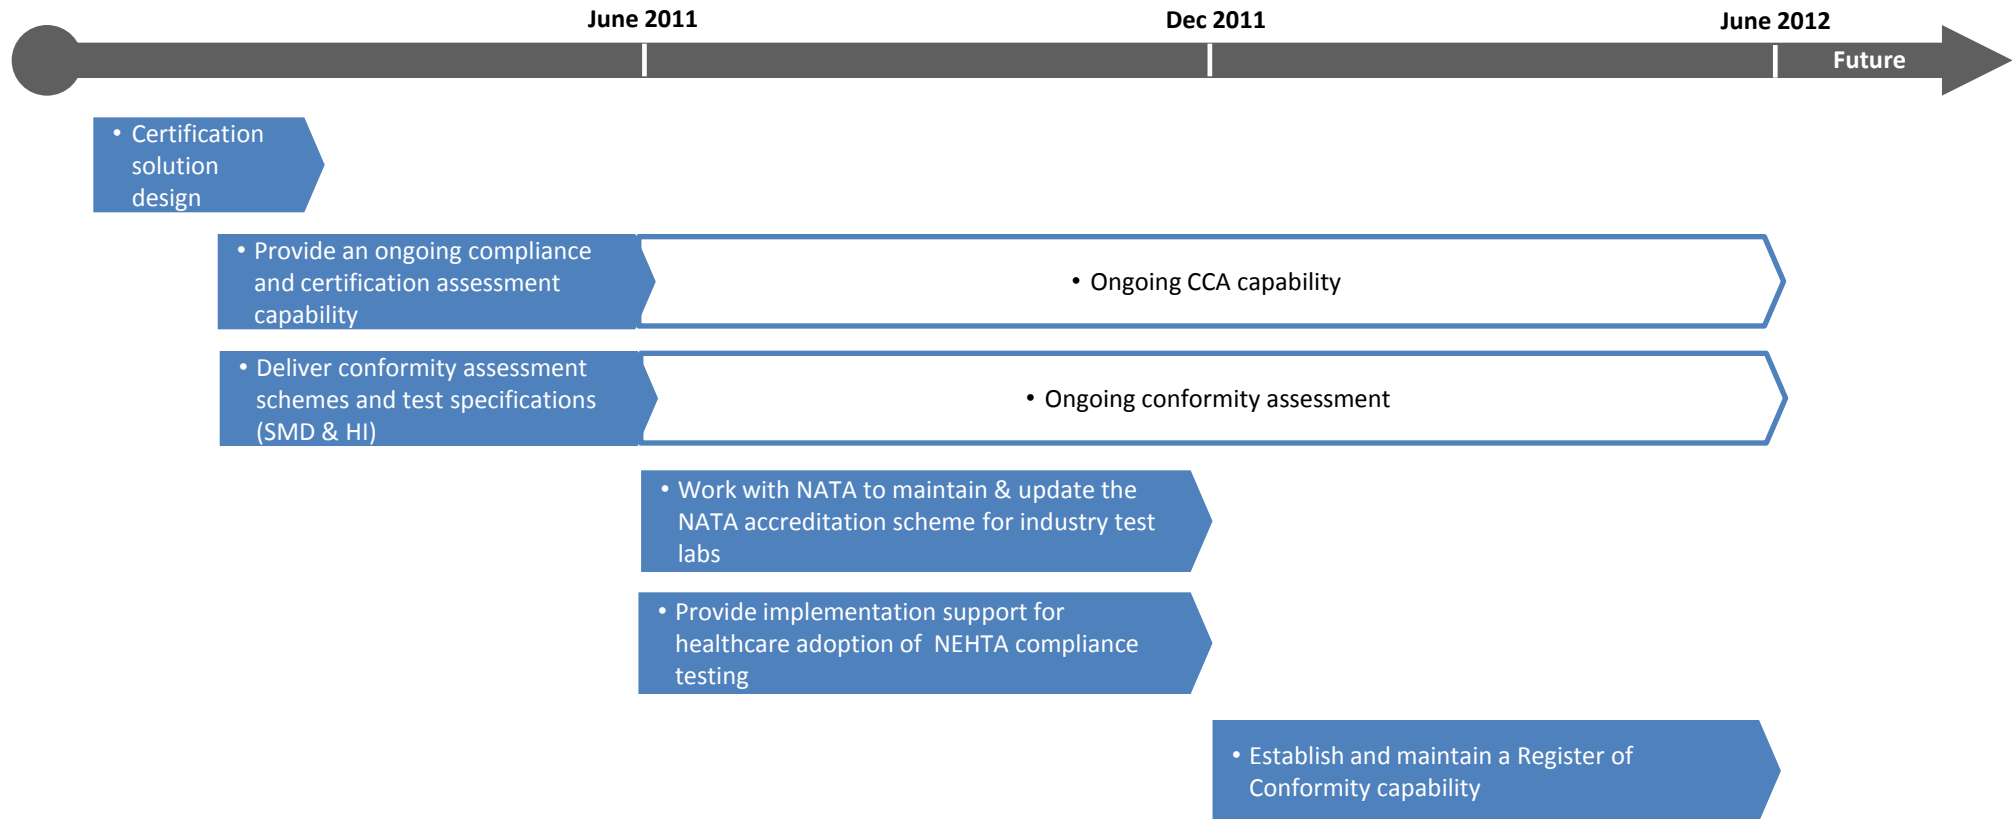 June 2011
Dec 2011
June 2012
Future
• Certification
solution
design
• Provide an ongoing compliance
and certification assessment
capability
• Ongoing CCA capability
• Deliver conformity assessment
schemes and test specifications
(SMD & HI)
• Ongoing conformity assessment
• Work with NATA to maintain & update the
NATA accreditation scheme for industry test
labs
• Provide implementation support for
healthcare adoption of  NEHTA compliance
testing
• Establish and maintain a Register of
Conformity capability